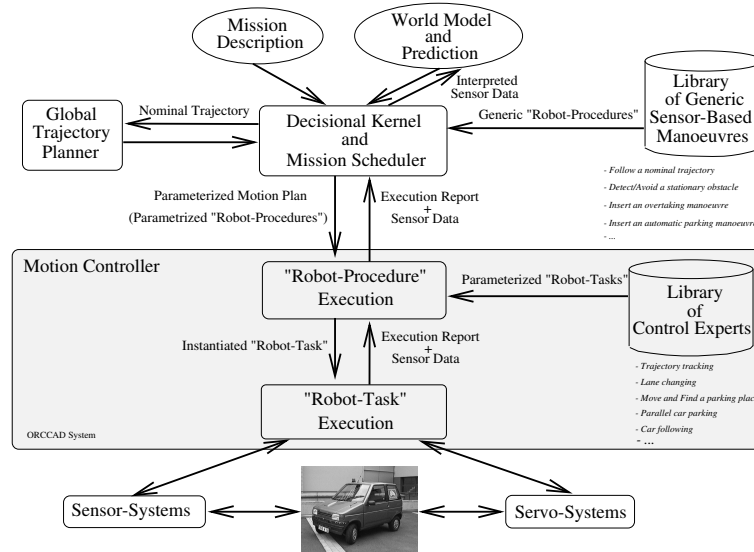 Mission
Description
World Model
and
Prediction
Interpreted
Sensor Data
Global
Trajectory
Planner
Nominal Trajectory
Decisional Kernel
and
Mission Scheduler
Generic "Robot-Procedures"
Library
of Generic
Sensor-Based
Manoeuvres
- Follow a nominal trajectory
- Detect/Avoid a stationary obstacle
- Insert an overtaking manoeuvre
- Insert an automatic parking manoeuvre
- ...
Parameterized Motion Plan
(Parametrized "Robot-Procedures")
Execution Report
+
Sensor Data
Motion Controller
"Robot-Procedure"
Execution
Parameterized "Robot-Tasks"
Library
of
Control Experts
- Trajectory tracking
- Lane changing
- Move and Find a parking place
- Parallel car parking
- Car following
- ...
Instantiated "Robot-Task"
Execution Report
+
Sensor Data
"Robot-Task"
Execution
ORCCAD System
Sensor-Systems
Servo-Systems